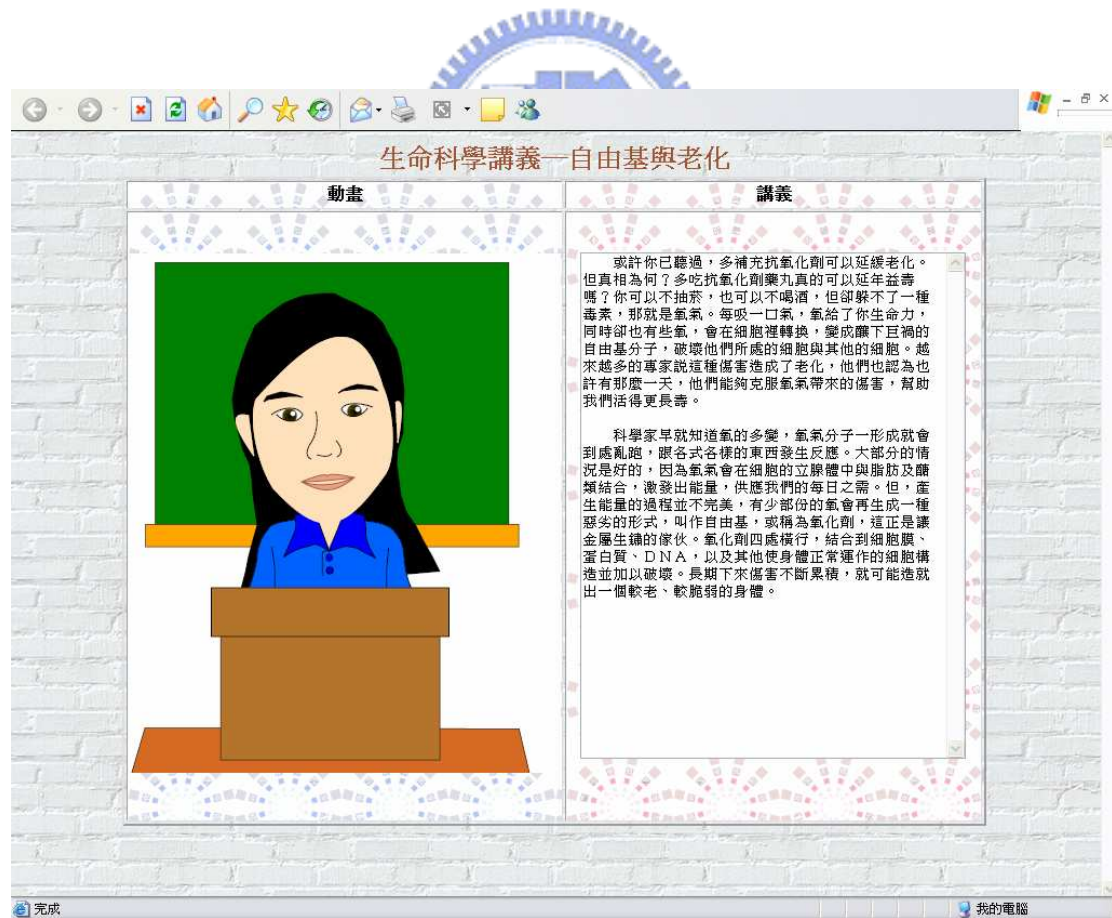 生命科學講義—自由基與老化
動畫
講義
或許你已聽過，多補充抗氧化劑可以延緩老化。
但真相為何？多吃抗氧化劑藥丸真的可以延年益壽
嗎？你可以不抽菸，也可以不喝酒，但卻躲不了一種
毒素，那就是氧氣。每吸一口氣，氧給了你生命力，
同時卻也有些氧，會在細胞裡轉換，變成釀下巨禍的
自由基分子，破壞他們所處的細胞與其他的細胞。越
來越多的專家說這種傷害造成了老化，他們也認為也
許有那麼一天，他們能夠克服氧氣帶來的傷害，幫助
我們活得更長壽。
科學家早就知道氧的多變，氧氣分子一形成就會
到處亂跑，跟各式各樣的東西發生反應。大部分的情
況是好的，因為氧氣會在細胞的立腺體中與脂肪及醣
類結合，激發出能量，供應我們的每日之需。但，產
生能量的過程並不完美，有少部份的氧會再生成一種
惡劣的形式，叫作自由基，或稱為氧化劑，這正是讓
金屬生鏽的傢伙。氧化劑四處橫行，結合到細胞膜、
蛋白質、ＤＮＡ，以及其他使身體正常運作的細胞構
造並加以破壞。長期下來傷害不斷累積，就可能造就
出一個較老、較脆弱的身體。
完成
我的電腦